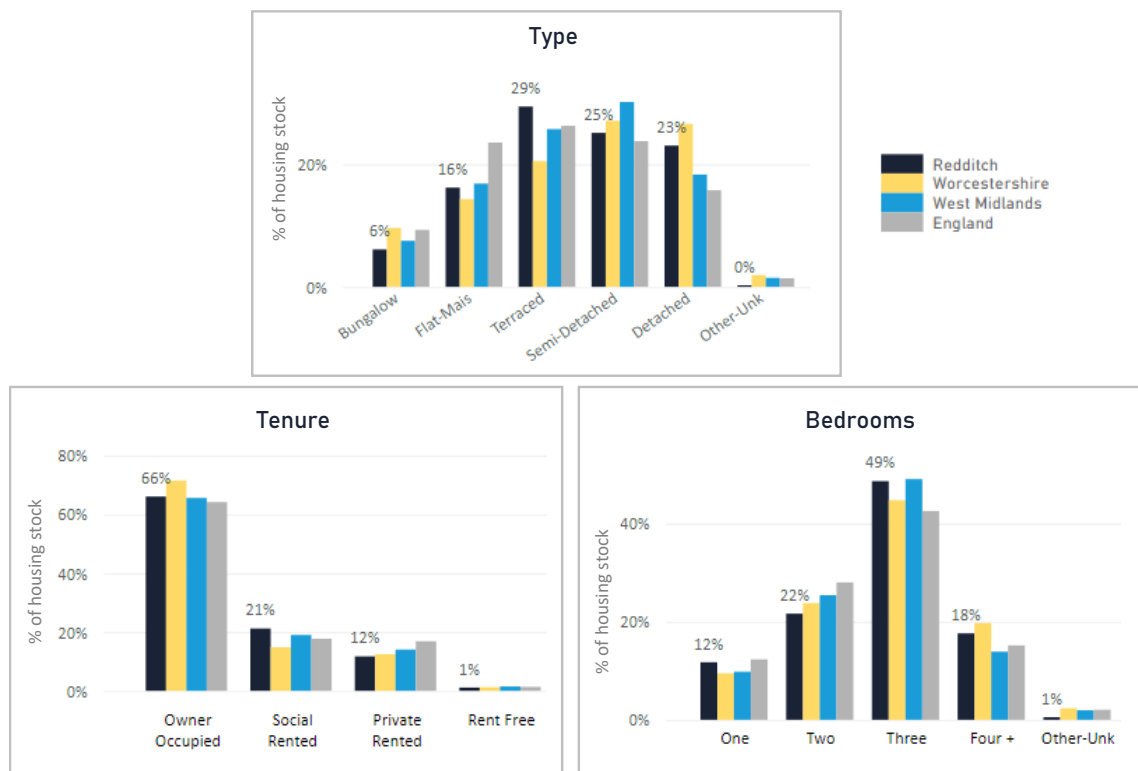 Type
% of housing stock
20%
0%
6%
16%
29%
25%
23%
0%
Bungalow
Flat-Mais
Terraced
Semi-Detached
Detached
Other-Unk
Redditch
Worcestershire
West Midlands
England
Tenure
% of housing stock
80%
60%
40%
20%
0%
66%
21%
12%
1%
Owner
Occupied
Social
Rented
Private
Rented
Rent Free
Bedrooms
% of housing stock
40%
20%
0%
12%
22%
49%
18%
1%
One
Two
Three
Four +
Other-Unk